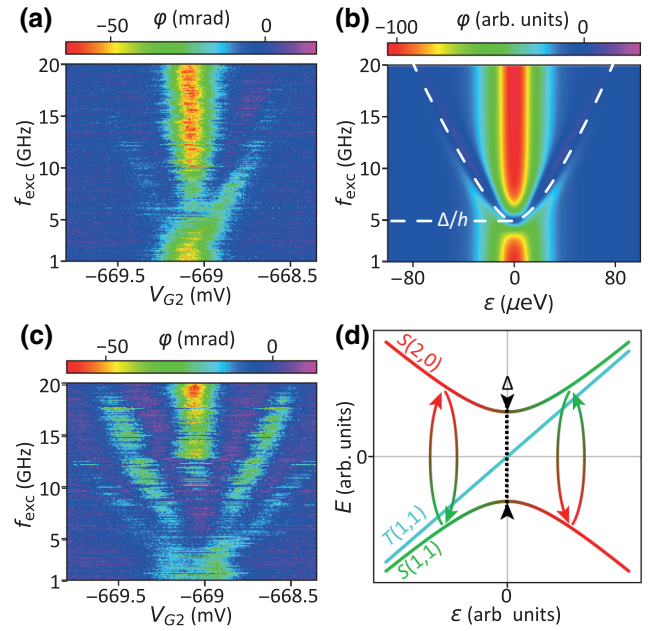 (a)
φ (mrad)
−50
0
20
15
10
5
1
f_exc (GHz)
−669.5
−669
−668.5
V_G2 (mV)
(b)
φ (arb. units)
−100
0
20
15
10
5
1
f_exc (GHz)
Δ/h
−80
0
80
ε (μeV)
(c)
φ (mrad)
−50
0
20
15
10
5
1
f_exc (GHz)
−669.5
−669
−668.5
V_G2 (mV)
(d)
S(2,0)
Δ
T(1,1)
S(1,1)
E (arb. units)
0
0
ε (arb units)